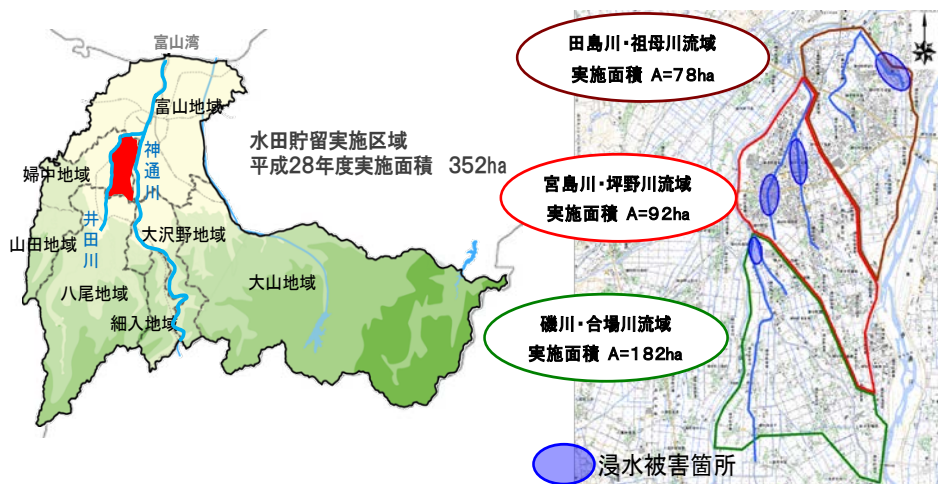 富山湾
富山地域
水田貯留実施区域
平成28年度実施面積 352ha
婦中地域
神通川
井田川
山田地域
大沢野地域
八尾地域
大山地域
細入地域
田島川・祖母川流域
実施面積 A=78ha
宮島川・坪野川流域
実施面積 A=92ha
磯川・合場川流域
実施面積 A=182ha
浸水被害箇所